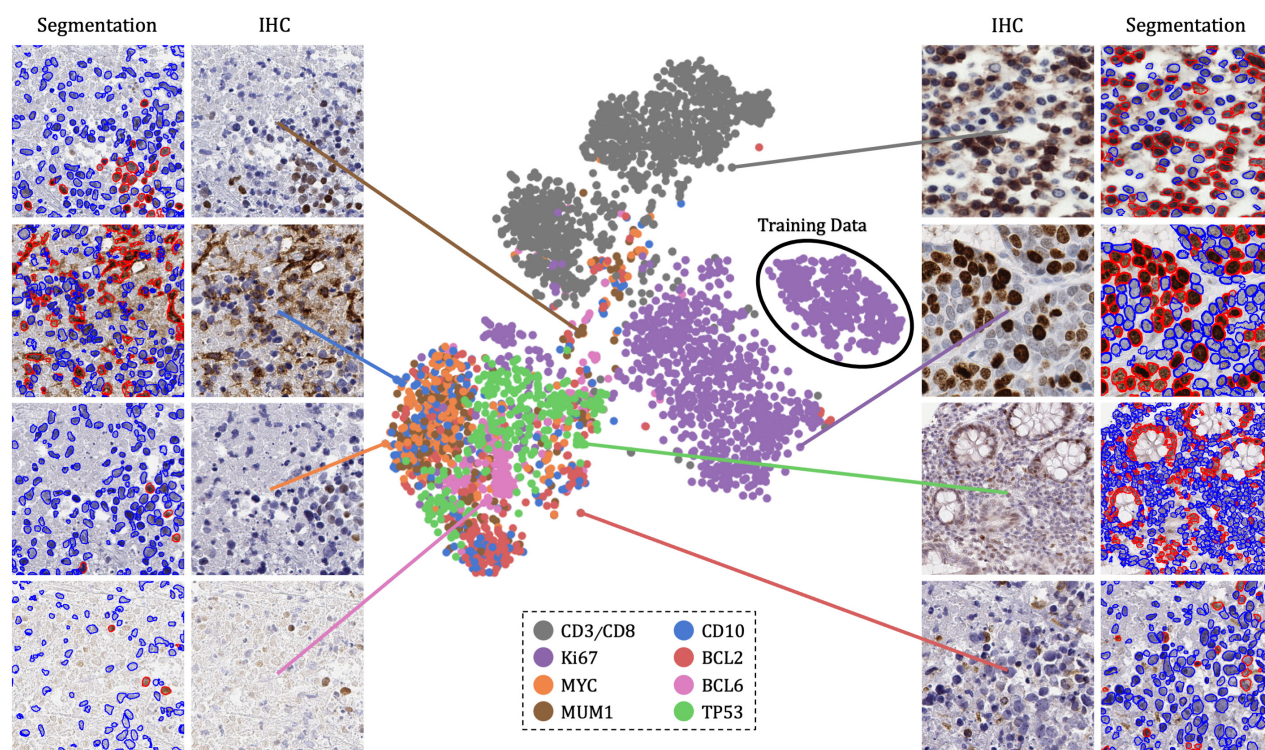 Segmentation IHC IHC Segmentation
Training Data
CD3/CD8 CD10
Ki67 BCL2
MYC BCL6
MUM1 TP53